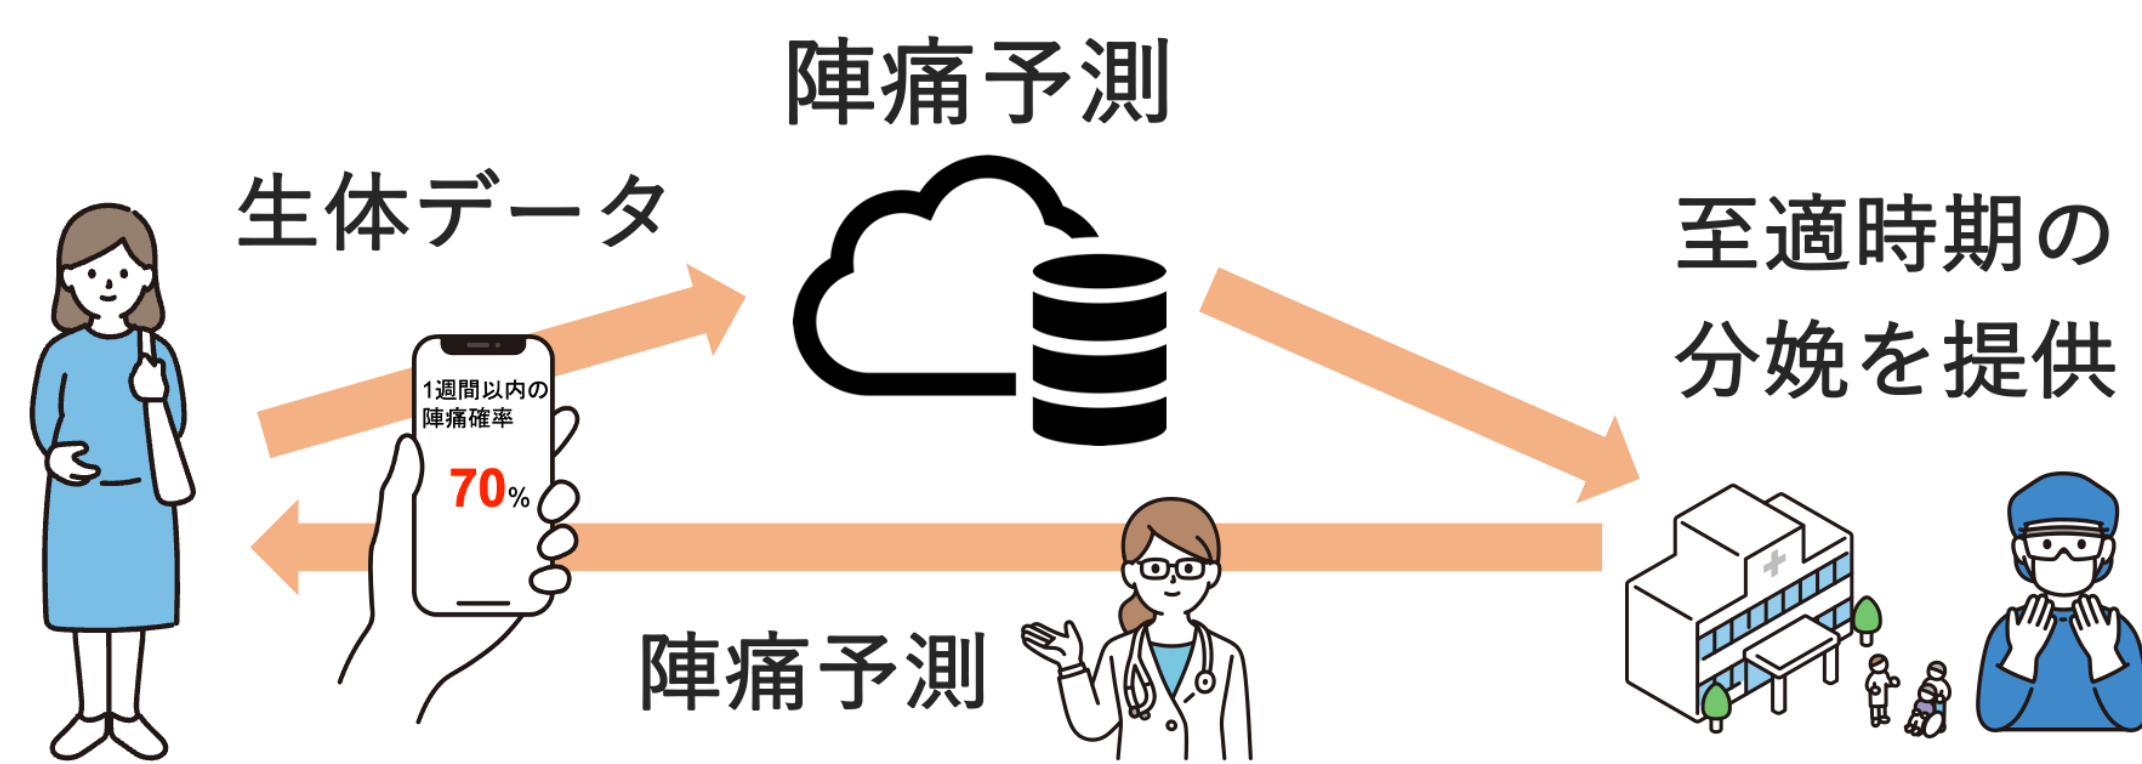 陣痛予測
生体データ
至適時期の
分娩を提供
1週間以内の
陣痛確率
70%
陣痛予測